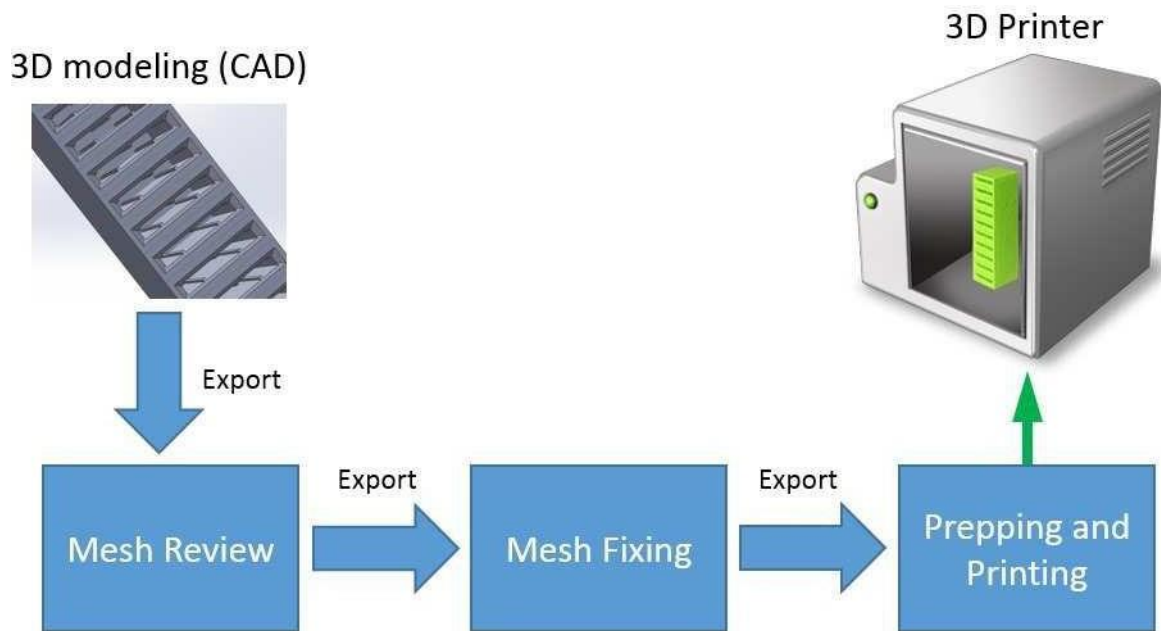 3D Printer
3D modeling (CAD)
Export
Mesh Review
Export
Mesh Fixing
Export
Prepping and
Printing